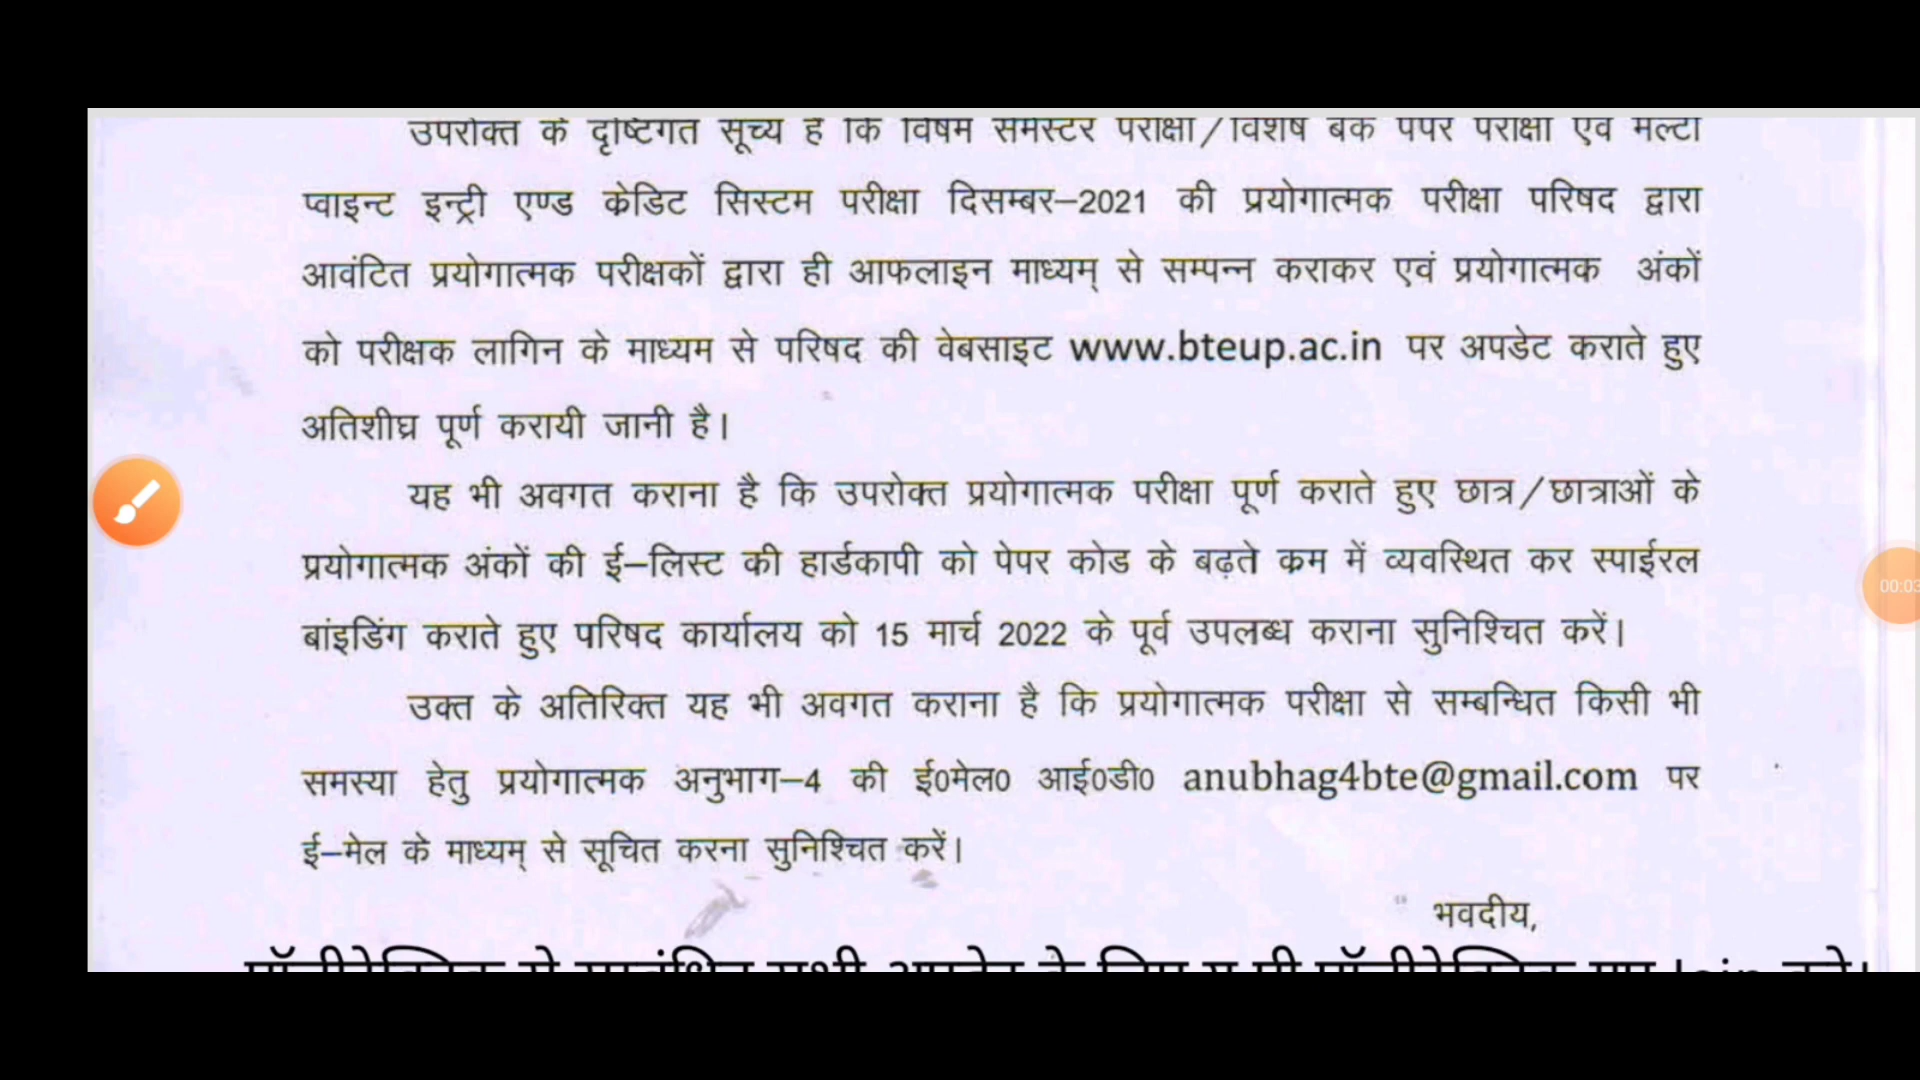 उपरोक्त के दृष्टिगत सूच्य है कि विषम सेमेस्टर परीक्षा/विशेष बैक पेपर परीक्षा एवं मल्टी
प्वाइन्ट इन्ट्री एण्ड क्रेडिट सिस्टम परीक्षा दिसम्बर–2021 की प्रयोगात्मक परीक्षा परिषद द्वारा
आवंटित प्रयोगात्मक परीक्षकों द्वारा ही आफलाइन माध्यम् से सम्पन्न कराकर एवं प्रयोगात्मक अंकों
को परीक्षक लागिन के माध्यम से परिषद की वेबसाइट www.bteup.ac.in पर अपडेट कराते हुए
अतिशीघ्र पूर्ण करायी जानी है।
यह भी अवगत कराना है कि उपरोक्त प्रयोगात्मक परीक्षा पूर्ण कराते हुए छात्र/छात्राओं के
प्रयोगात्मक अंकों की ई–लिस्ट की हार्डकापी को पेपर कोड के बढ़ते क्रम में व्यवस्थित कर स्पाईरल
बांइडिंग कराते हुए परिषद कार्यालय को 15 मार्च 2022 के पूर्व उपलब्ध कराना सुनिश्चित करें।
उक्त के अतिरिक्त यह भी अवगत कराना है कि प्रयोगात्मक परीक्षा से सम्बन्धित किसी भी
समस्या हेतु प्रयोगात्मक अनुभाग–4 की ई0मेल0 आई0डी0 anubhag4bte@gmail.com पर
ई–मेल के माध्यम् से सूचित करना सुनिश्चित करें।
भवदीय,
00:03